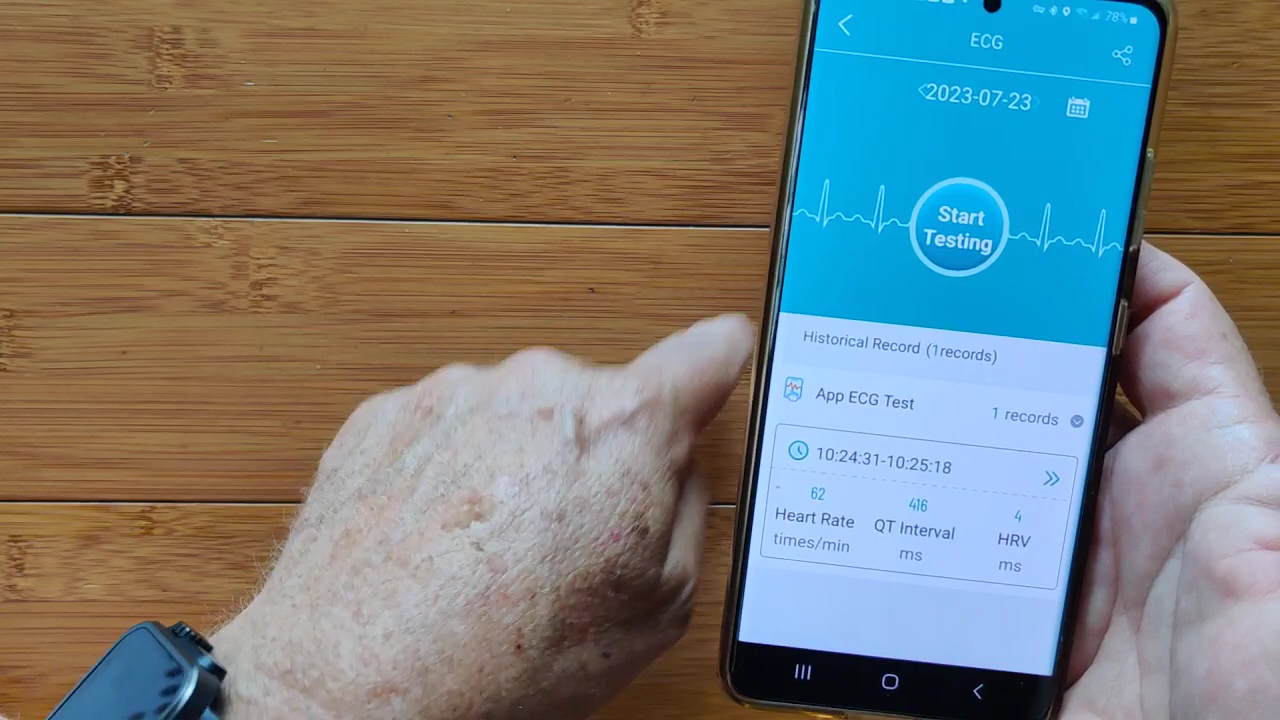 78%
ECG
2023-07-23
Start
Testing
Historical Record (1records)
App ECG Test
1 records
10:24:31-10:25:18
62
416
4
Heart Rate
QT Interval
HRV
times/min
ms
ms